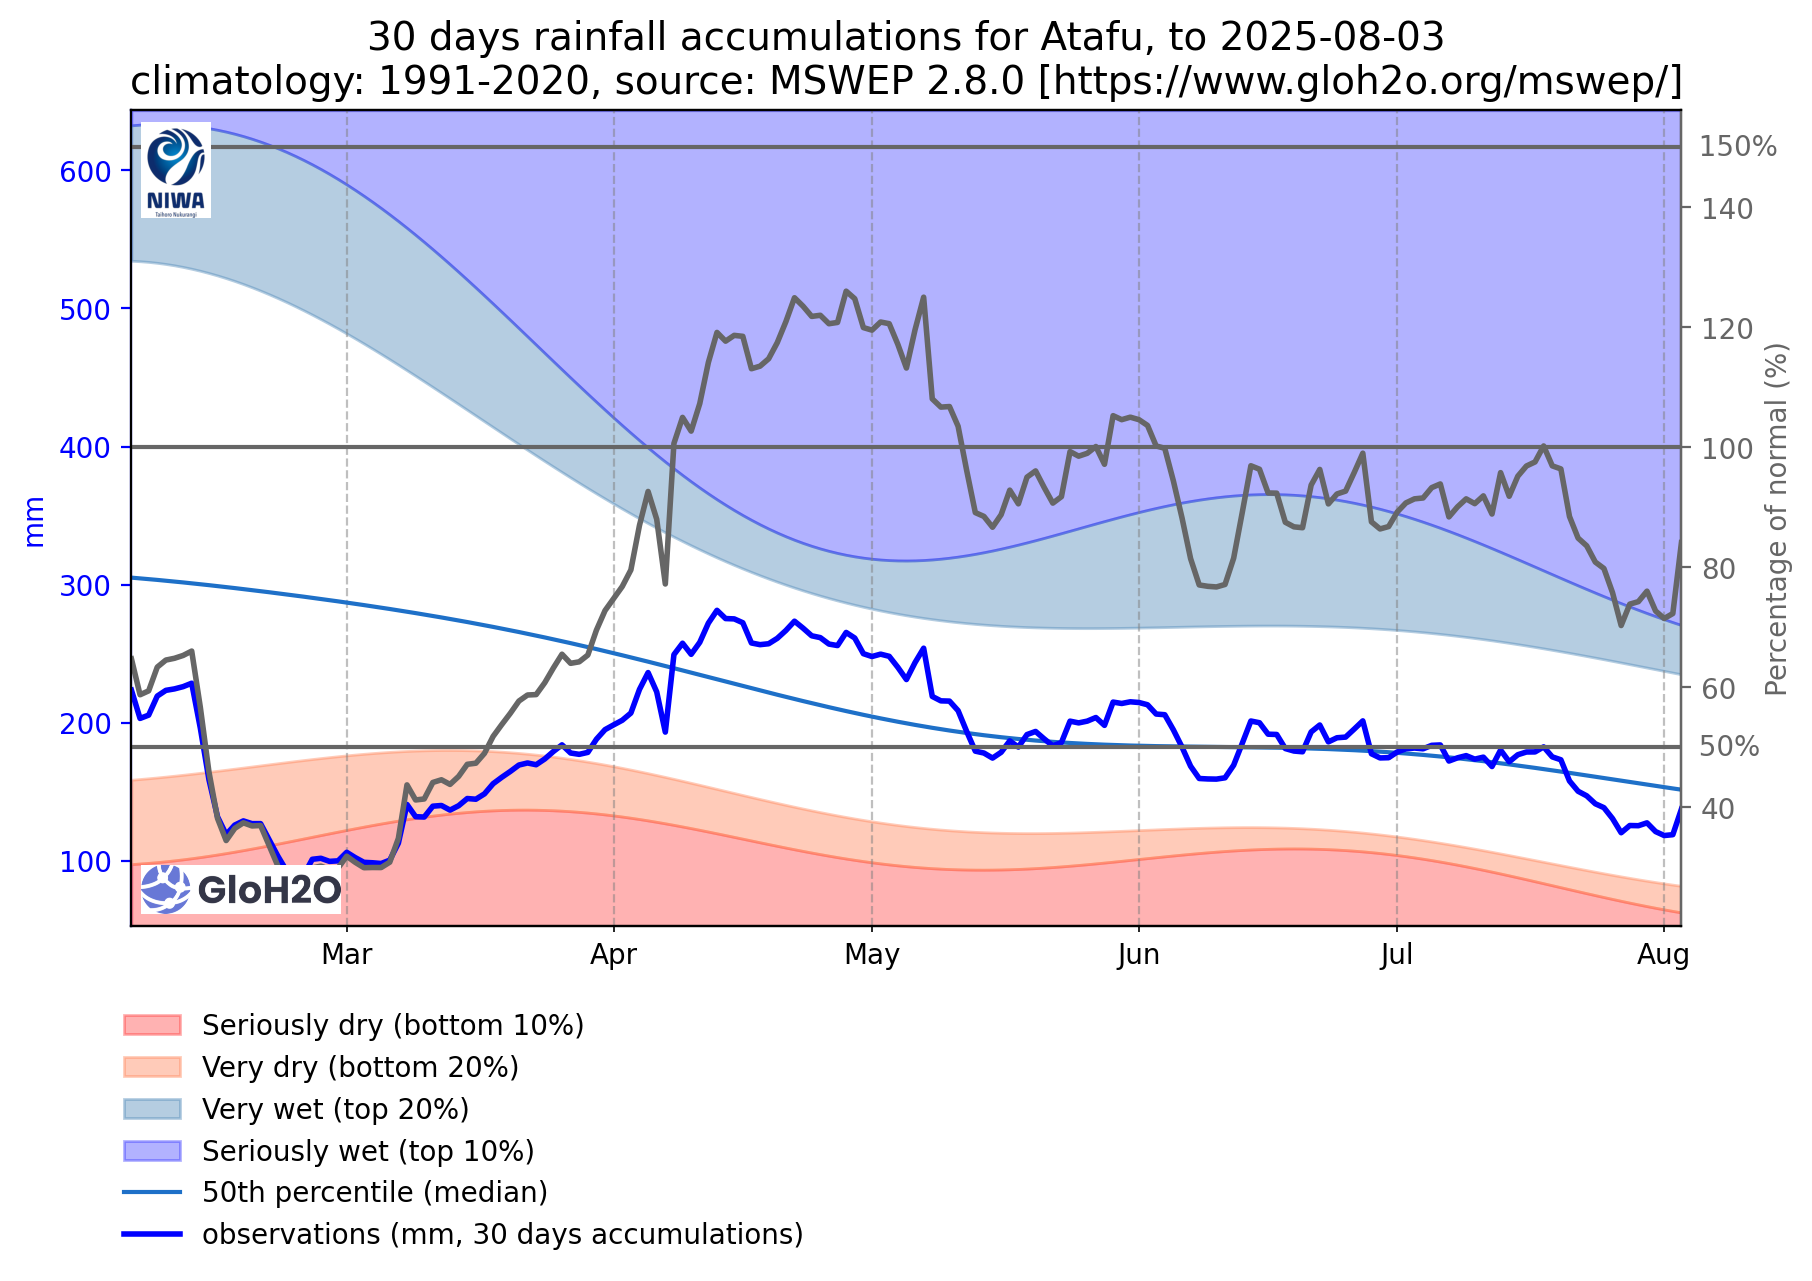 30 days rainfall accumulations for Atafu, to 2025-08-03
climatology: 1991-2020, source: MSWEP 2.8.0 [https://www.gloh2o.org/mswep/]
NIWA
Taihoro Nukurangi
600
500
400
300
200
100
mm
150%
140
120
100
80
60
50%
40
Percentage of normal (%)
GloH2O
Mar Apr May Jun Jul Aug
Seriously dry (bottom 10%)
Very dry (bottom 20%)
Very wet (top 20%)
Seriously wet (top 10%)
50th percentile (median)
observations (mm, 30 days accumulations)